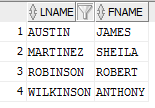 LNAME FNAME
1 AUSTIN JAMES
2 MARTINEZ SHEILA
3 ROBINSON ROBERT
4 WILKINSON ANTHONY